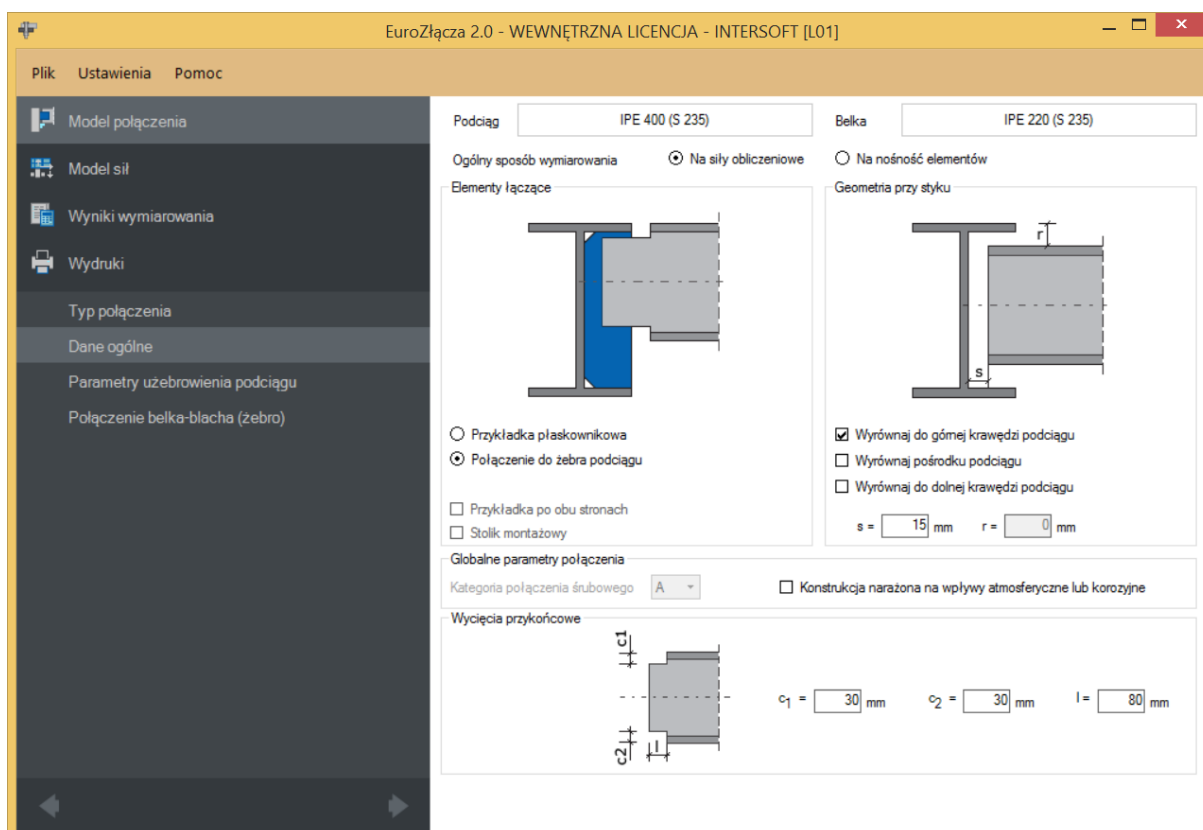 EuroZłącza 2.0 - WEWNĘTRZNA LICENCJA - INTERSOFT [L01]
Plik Ustawienia Pomoc
Model połączenia
Model sił
Wyniki wymiarowania
Wydruki
Typ połączenia
Dane ogólne
Parametry użebrowienia podciągu
Połączenie belka-blacha (żebro)
Podciąg IPE 400 (S 235) Belka IPE 220 (S 235)
Ogólny sposób wymiarowania Na siły obliczeniowe Na nośność elementów
Elementy łączące
Przykładka płaskownikowa
Połączenie do żebra podciągu
Przykładka po obu stronach
Stolik montażowy
Geometria przy styku
r
s
Wyrównaj do górnej krawędzi podciągu
Wyrównaj pośrodku podciągu
Wyrównaj do dolnej krawędzi podciągu
s = 15 mm r = 0 mm
Globalne parametry połączenia
Kategoria połączenia śrubowego A Konstrukcja narażona na wpływy atmosferyczne lub korozyjne
Wycięcia przykońcowe
c1
c2
l
c1 = 30 mm c2 = 30 mm l = 80 mm